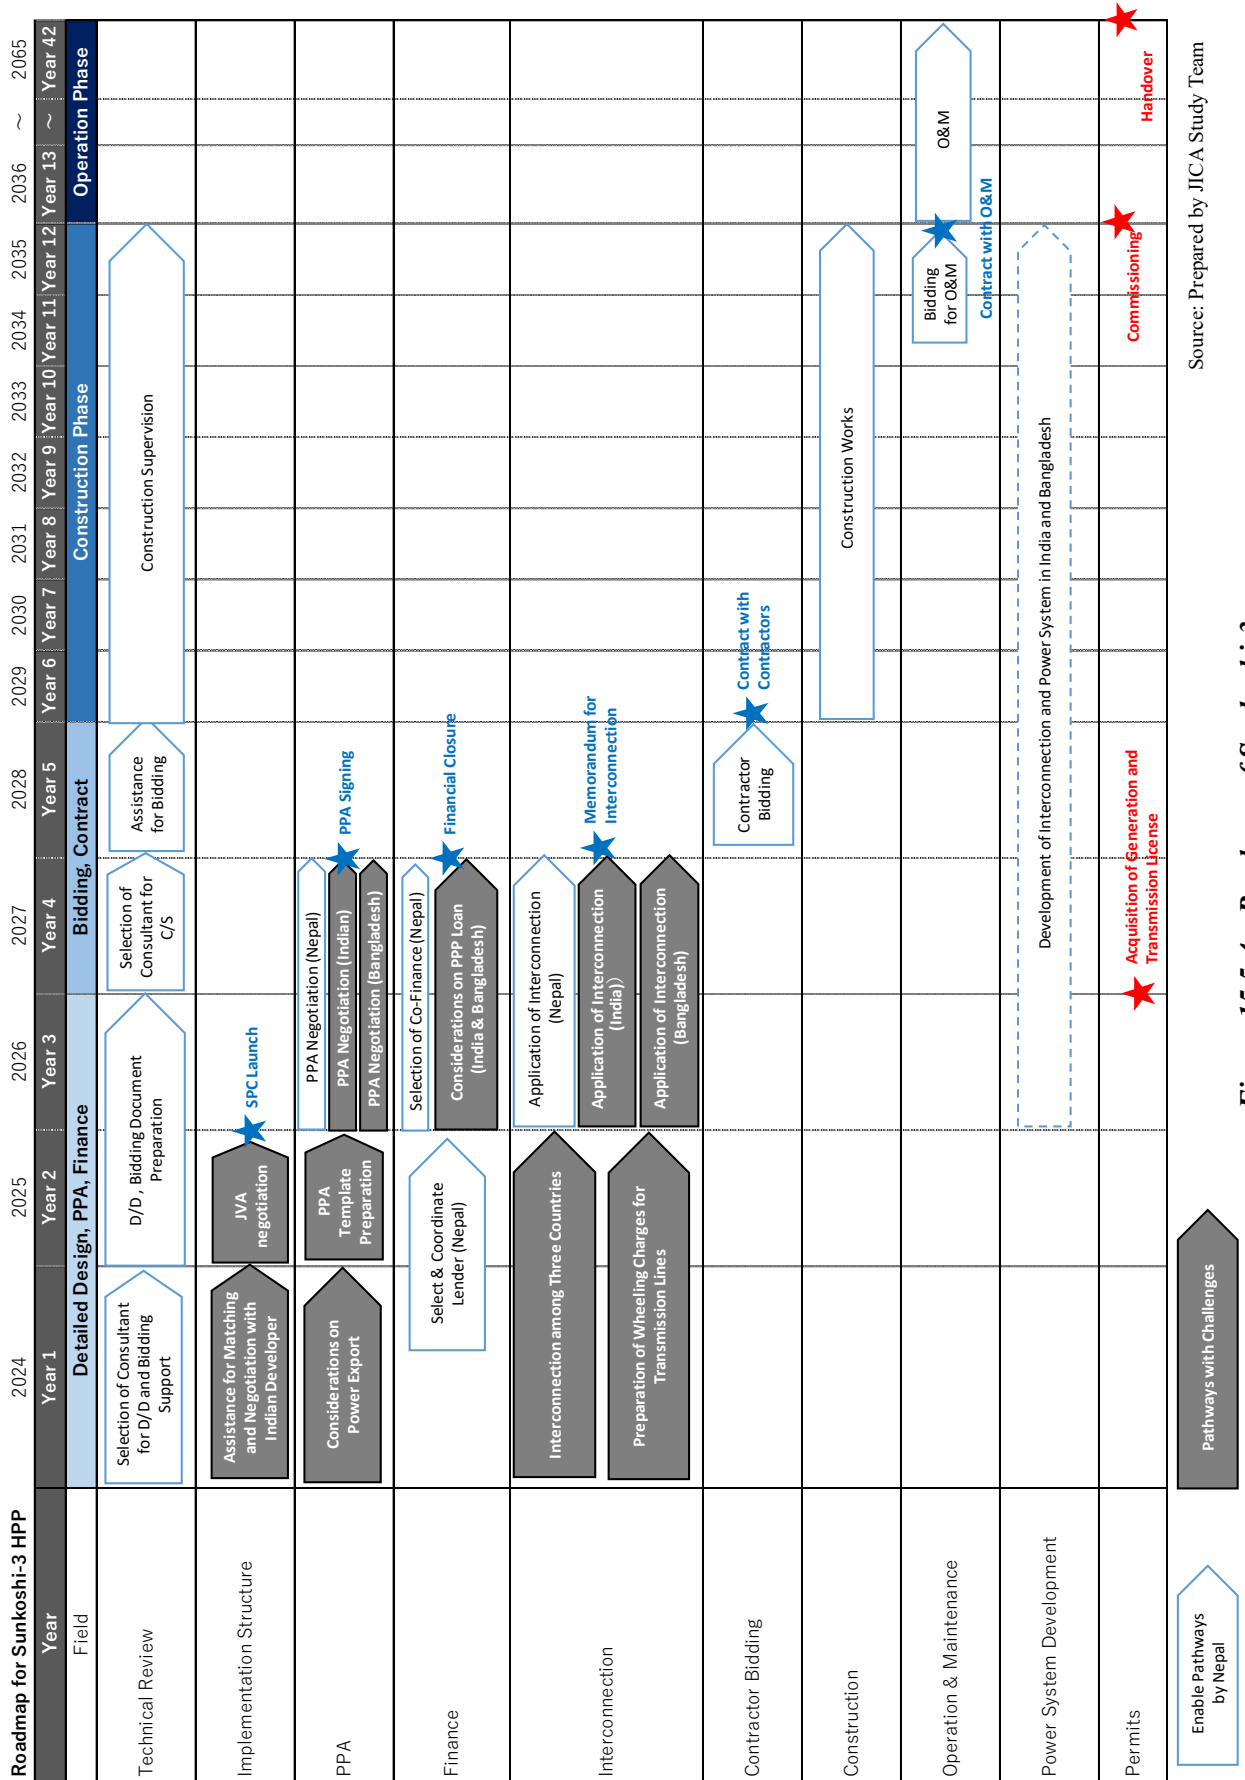 Roadmap for Sunkoshi-3 HPP
2024
2025
2026
2027
2028
2029
2030
2031
2032
2033
2034
2035
2036
～
2065
Year
Year 1
Year 2
Year 3
Year 4
Year 5
Year 6
Year 7
Year 8
Year 9
Year 10
Year 11
Year 12
Year 13
～
Year 42
Field
Detailed Design, PPA, Finance
Bidding, Contract
Construction Phase
Operation Phase
Technical Review
Selection of Consultant
for D/D and Bidding
Support
D/D, Bidding Document
Preparation
Selection of
Consultant for
C/S
Assistance
for Bidding
Construction Supervision
Implementation Structure
Assistance for Matching
and Negotiation with
Indian Developer
JVA
negotiation
SPC Launch
PPA
Considerations on
Power Export
PPA
Template
Preparation
PPA Negotiation (Nepal)
PPA Negotiation (Indian)
PPA Negotiation (Bangladesh)
PPA Signing
Finance
Select & Coordinate
Lender (Nepal)
Selection of Co-Finance (Nepal)
Considerations on PPP Loan
(India & Bangladesh)
Financial Closure
Interconnection
Interconnection among Three Countries
Preparation of Wheeling Charges for
Transmission Lines
Application of Interconnection
(Nepal)
Application of Interconnection
(India))
Application of Interconnection
(Bangladesh)
Memorandum for
Interconnection
Contractor Bidding
Contractor
Bidding
Contract with
Contractors
Construction
Construction Works
Operation & Maintenance
Bidding
for O&M
O&M
Contract with O&M
Power System Development
Development of Interconnection and Power System in India and Bangladesh
Permits
Acquisition of Generation and
Transmission License
Commissioning
Handover
Enable Pathways
by Nepal
Pathways with Challenges
Source: Prepared by JICA Study Team